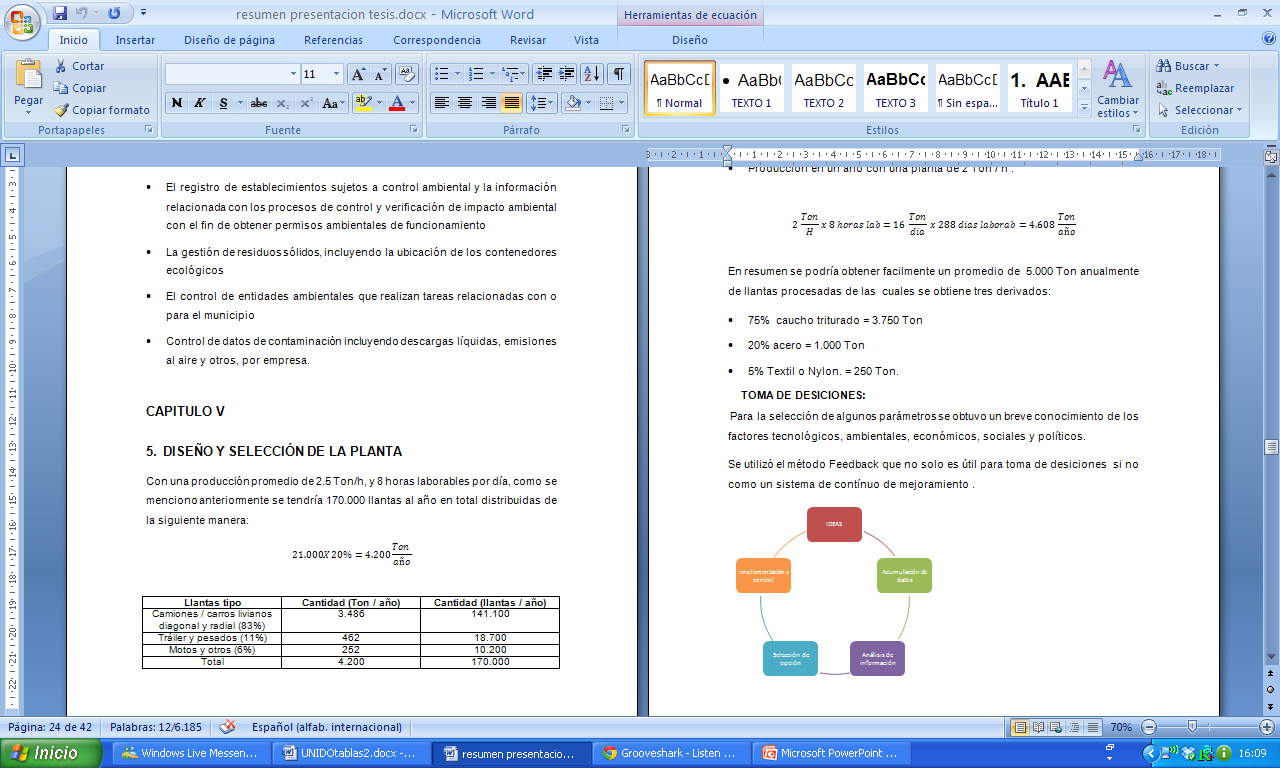 resumen presentacion tesis.docx - Microsoft Word
Herramientas de ecuación
Inicio Insertar Diseño de página Referencias Correspondencia Revisar Vista Diseño
Pegar
Cortar
Copiar
Copiar formato
Portapapeles
11
N K S abc x₂ x² Aa
Fuente
Párrafo
AaBbCcD
¶ Normal
AaBb(
TEXTO 1
AaBbCc
TEXTO 2
AaBbCc
TEXTO 3
AaBbCcD
¶ Sin espa...
1. AAE
Título 1
Cambiar estilos
Estilos
Buscar
Reemplazar
Seleccionar
Edición
• El registro de establecimientos sujetos a control ambiental y la información
relacionada con los procesos de control y verificación de impacto ambiental
con el fin de obtener permisos ambientales de funcionamiento
• La gestión de residuos sólidos, incluyendo la ubicación de los contenedores
ecológicos
• El control de entidades ambientales que realizan tareas relacionadas con o
para el municipio
• Control de datos de contaminación incluyendo descargas líquidas, emisiones
al aire y otros, por empresa.
CAPITULO V
5. DISEÑO Y SELECCIÓN DE LA PLANTA
Con una producción promedio de 2.5 Ton/h, y 8 horas laborables por día, como se
menciono anteriormente se tendría 170.000 llantas al año en total distribuidas de
la siguiente manera:
21.000X 20% = 4.200 Ton/año
Llantas tipo Cantidad (Ton / año) Cantidad (llantas / año)
Camiones / carros livianos diagonal y radial (83%) 3.486 141.100
Tráiler y pesados (11%) 462 18.700
Motos y otros (6%) 252 10.200
Total 4.200 170.000
• Producción en un año con una planta de 2 Ton / h .
2 Ton/H x 8 horas lab = 16 Ton/dia x 288 dias laborab = 4.608 Ton/año
En resumen se podría obtener facilmente un promedio de 5.000 Ton anualmente
de llantas procesadas de las cuales se obtiene tres derivados:
• 75% caucho triturado = 3.750 Ton
• 20% acero = 1.000 Ton
• 5% Textil o Nylon. = 250 Ton.
TOMA DE DESICIONES:
Para la selección de algunos parámetros se obtuvo un breve conocimiento de los
factores tecnológicos, ambientales, económicos, sociales y políticos.
Se utilizó el método Feedback que no solo es útil para toma de desiciones si no
como un sistema de contínuo de mejoramiento .
IDEAS
Acumulación de
datos
Análisis de
información
Selección de
opción
Implementación y
control
Página: 24 de 42 Palabras: 12/6.185 Español (alfab. internacional) 70%
Inicio Windows Live Messen... UNIDOtablas2.docx -... resumen presentacio... Grooveshark - Listen ... Microsoft PowerPoint ... 16:09